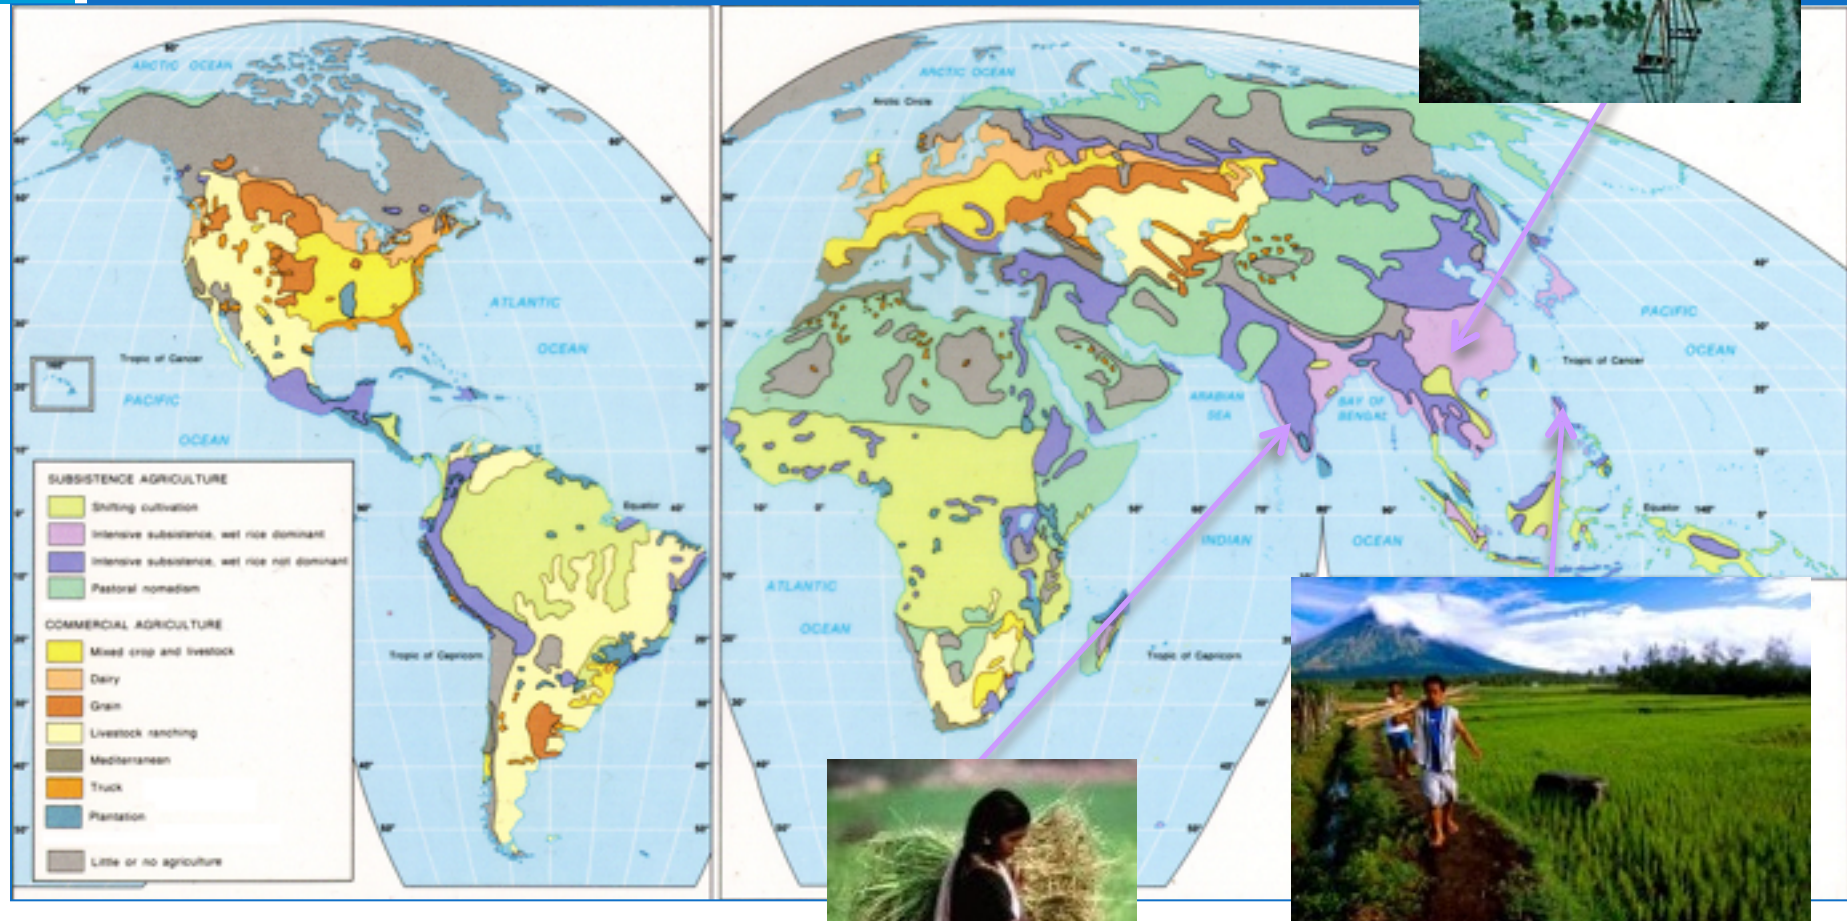 ARCTIC OCEAN
ARCTIC OCEAN
Arctic Circle
ATLANTIC
OCEAN
PACIFIC
OCEAN
Tropic of Cancer
PACIFIC
OCEAN
Tropic of Cancer
ARABIAN
SEA
BAY OF
BENGAL
Equator
Equator
INDIAN
OCEAN
ATLANTIC
OCEAN
Tropic of Capricorn
Tropic of Capricorn
SUBSISTENCE AGRICULTURE
Shifting cultivation
Intensive subsistence, wet rice dominant
Intensive subsistence, wet rice not dominant
Pastoral nomadism
COMMERCIAL AGRICULTURE
Mixed crop and livestock
Dairy
Grain
Livestock ranching
Mediterranean
Truck
Plantation
Little or no agriculture